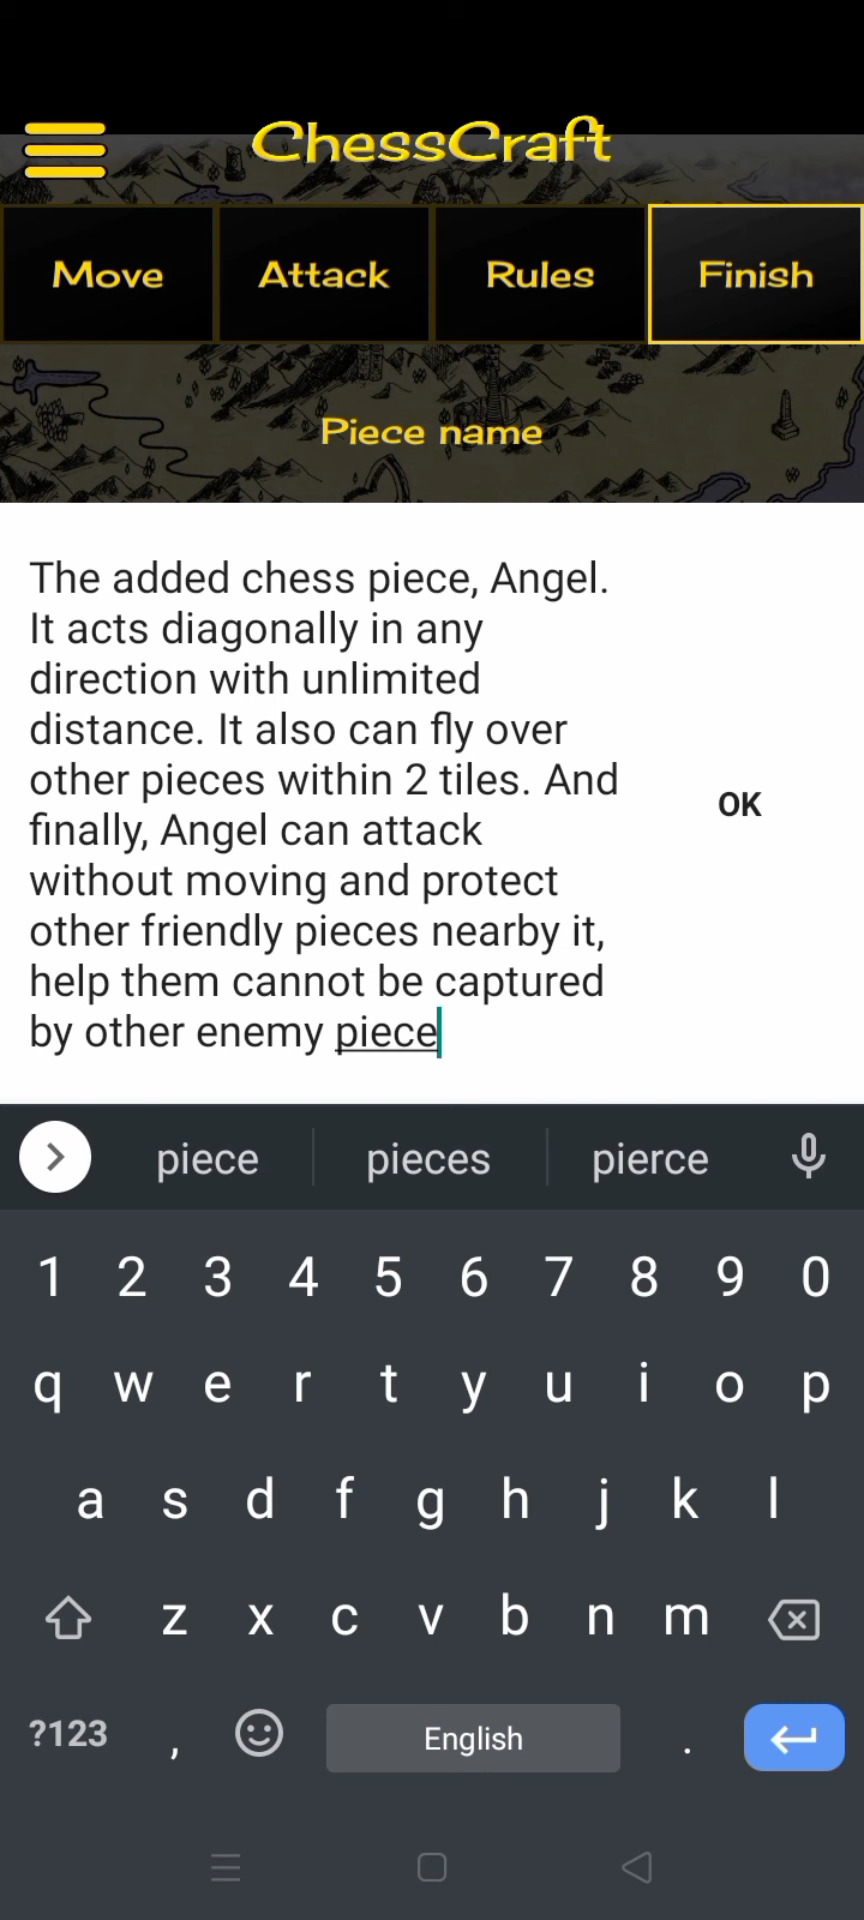 ChessCraft
Move Attack Rules Finish
Piece name
The added chess piece, Angel.
It acts diagonally in any
direction with unlimited
distance. It also can fly over
other pieces within 2 tiles. And
finally, Angel can attack
without moving and protect
other friendly pieces nearby it,
help them cannot be captured
by other enemy piece
OK
piece pieces pierce
1 2 3 4 5 6 7 8 9 0
q w e r t y u i o p
a s d f g h j k l
z x c v b n m
?123 , English .